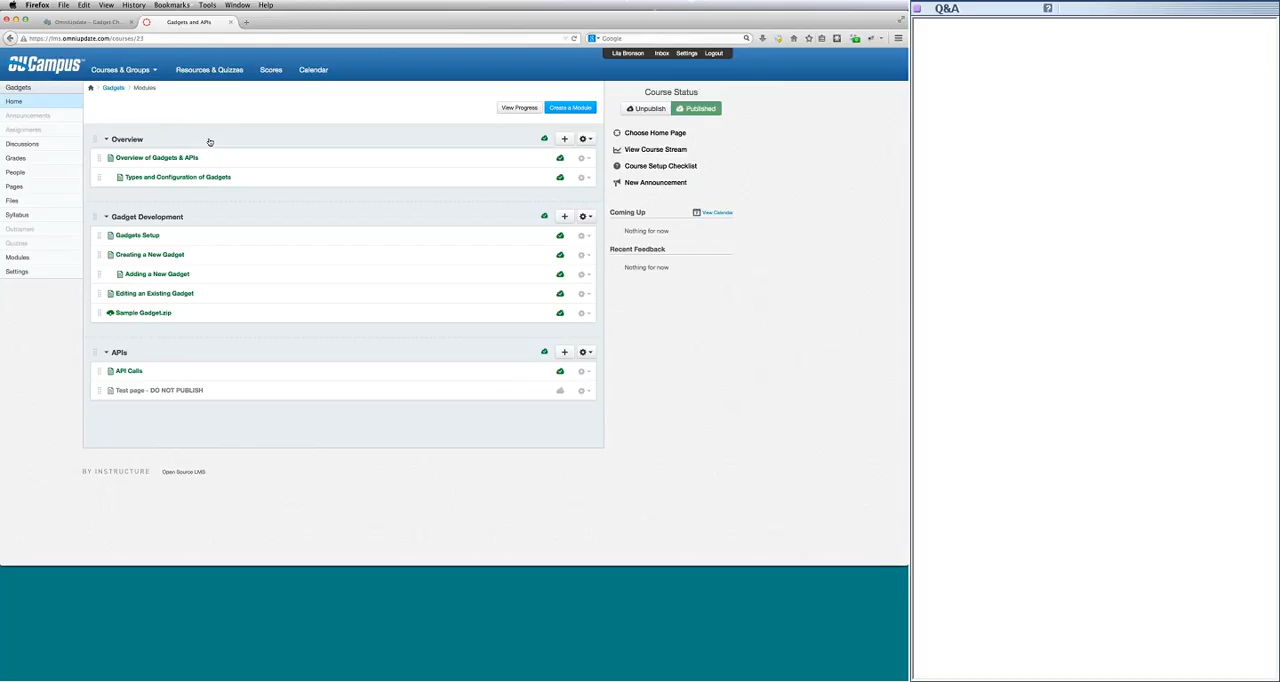 Firefox File Edit View History Bookmarks Tools Window Help
Q&A
OmniUpdate – Gadget Ch...
Gadgets and APIs
https://lms.omniupdate.com/courses/23
Google
Lila Bronson Inbox Settings Logout
OUCampus
Courses & Groups Resources & Quizzes Scores Calendar
Gadgets
Gadgets Modules
Home
Announcements
Assignments
Discussions
Grades
People
Pages
Files
Syllabus
Outcomes
Quizzes
Modules
Settings
View Progress Create a Module
Overview
Overview of Gadgets & APIs
Types and Configuration of Gadgets
Gadget Development
Gadgets Setup
Creating a New Gadget
Adding a New Gadget
Editing an Existing Gadget
Sample Gadget.zip
APIs
API Calls
Test page - DO NOT PUBLISH
BY INSTRUCTURE Open Source LMS
Course Status
Unpublish Published
Choose Home Page
View Course Stream
Course Setup Checklist
New Announcement
Coming Up View Calendar
Nothing for now
Recent Feedback
Nothing for now